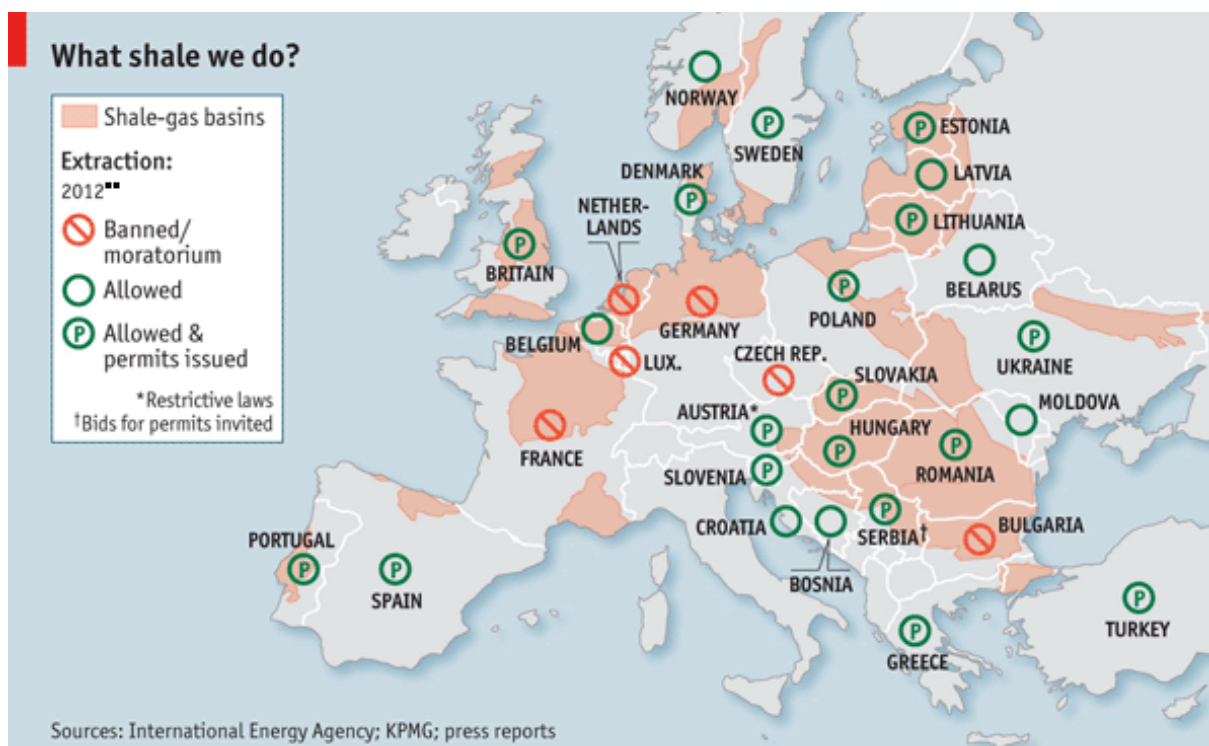 What shale we do?
Shale-gas basins
Extraction:
2012▪▪
Banned/
moratorium
Allowed
P Allowed &
permits issued
*Restrictive laws
†Bids for permits invited
NORWAY
P
SWEDEN
P ESTONIA
LATVIA
P LITHUANIA
DENMARK
P
NETHER-
LANDS
P
BRITAIN
BELARUS
P
POLAND
GERMANY
BELGIUM
LUX.
CZECH REP.
P
UKRAINE
SLOVAKIA
P
MOLDOVA
AUSTRIA*
P
HUNGARY
P
P
ROMANIA
FRANCE
SLOVENIA P
CROATIA
BOSNIA
P
SERBIA†
BULGARIA
PORTUGAL
P
P
SPAIN
P
TURKEY
P
GREECE
Sources: International Energy Agency; KPMG; press reports